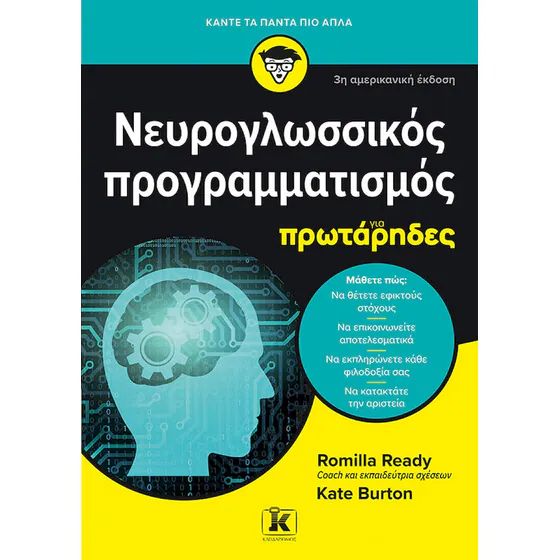 ΚΑΝΤΕ ΤΑ ΠΑΝΤΑ ΠΙΟ ΑΠΛΑ
3η αμερικανική έκδοση
Νευρογλωσσικός
προγραμματισμός
για
πρωτάρηδες
Μάθετε πώς:
Να θέτετε εφικτούς
στόχους
Να επικοινωνείτε
αποτελεσματικά
Να εκπληρώνετε κάθε
φιλοδοξία σας
Να κατακτάτε
την αριστεία
Romilla Ready
Coach και εκπαιδεύτρια σχέσεων
Kate Burton
K
ΚΛΕΙΔΑΡΙΘΜΟΣ